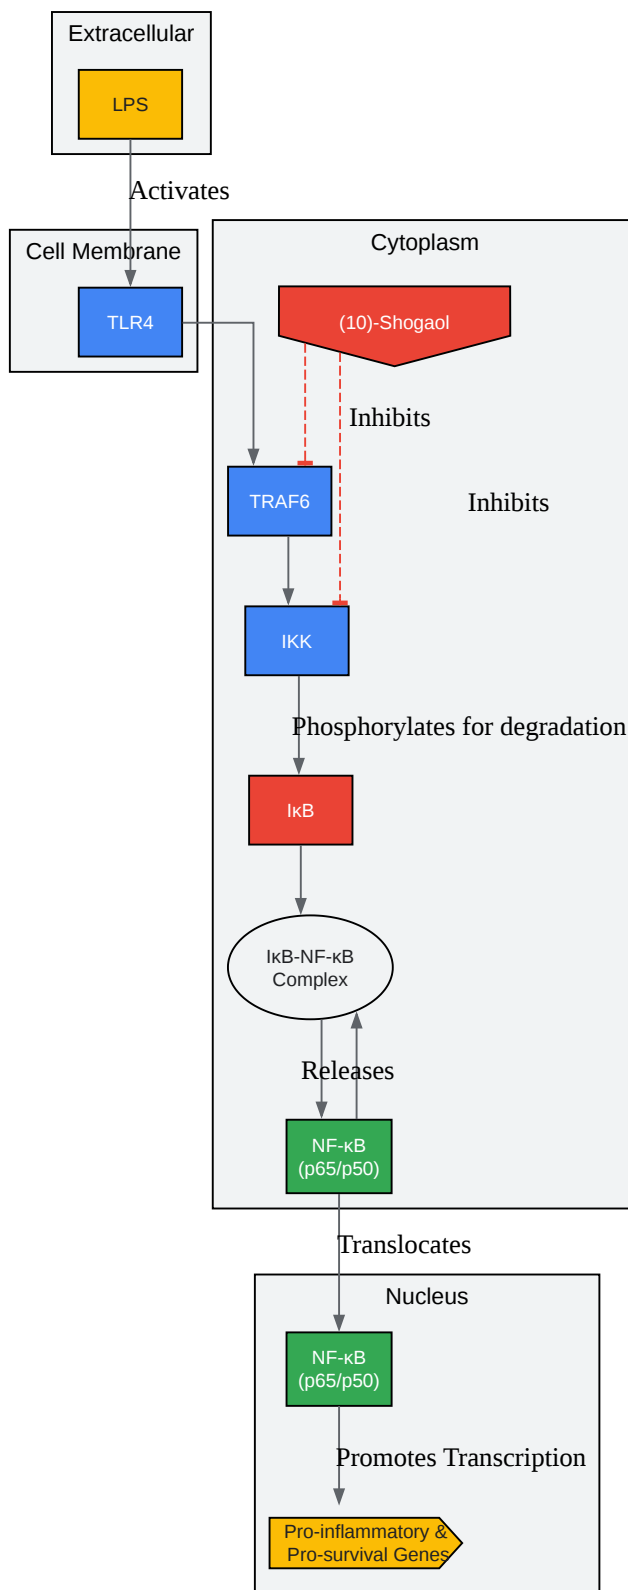 Extracellular
LPS
Activates
Cell Membrane
TLR4
Cytoplasm
(10)-Shogaol
Inhibits
TRAF6
Inhibits
IKK
Phosphorylates for degradation
IκB
IκB-NF-κB
Complex
Releases
NF-κB
(p65/p50)
Translocates
Nucleus
NF-κB
(p65/p50)
Promotes Transcription
Pro-inflammatory &
Pro-survival Genes